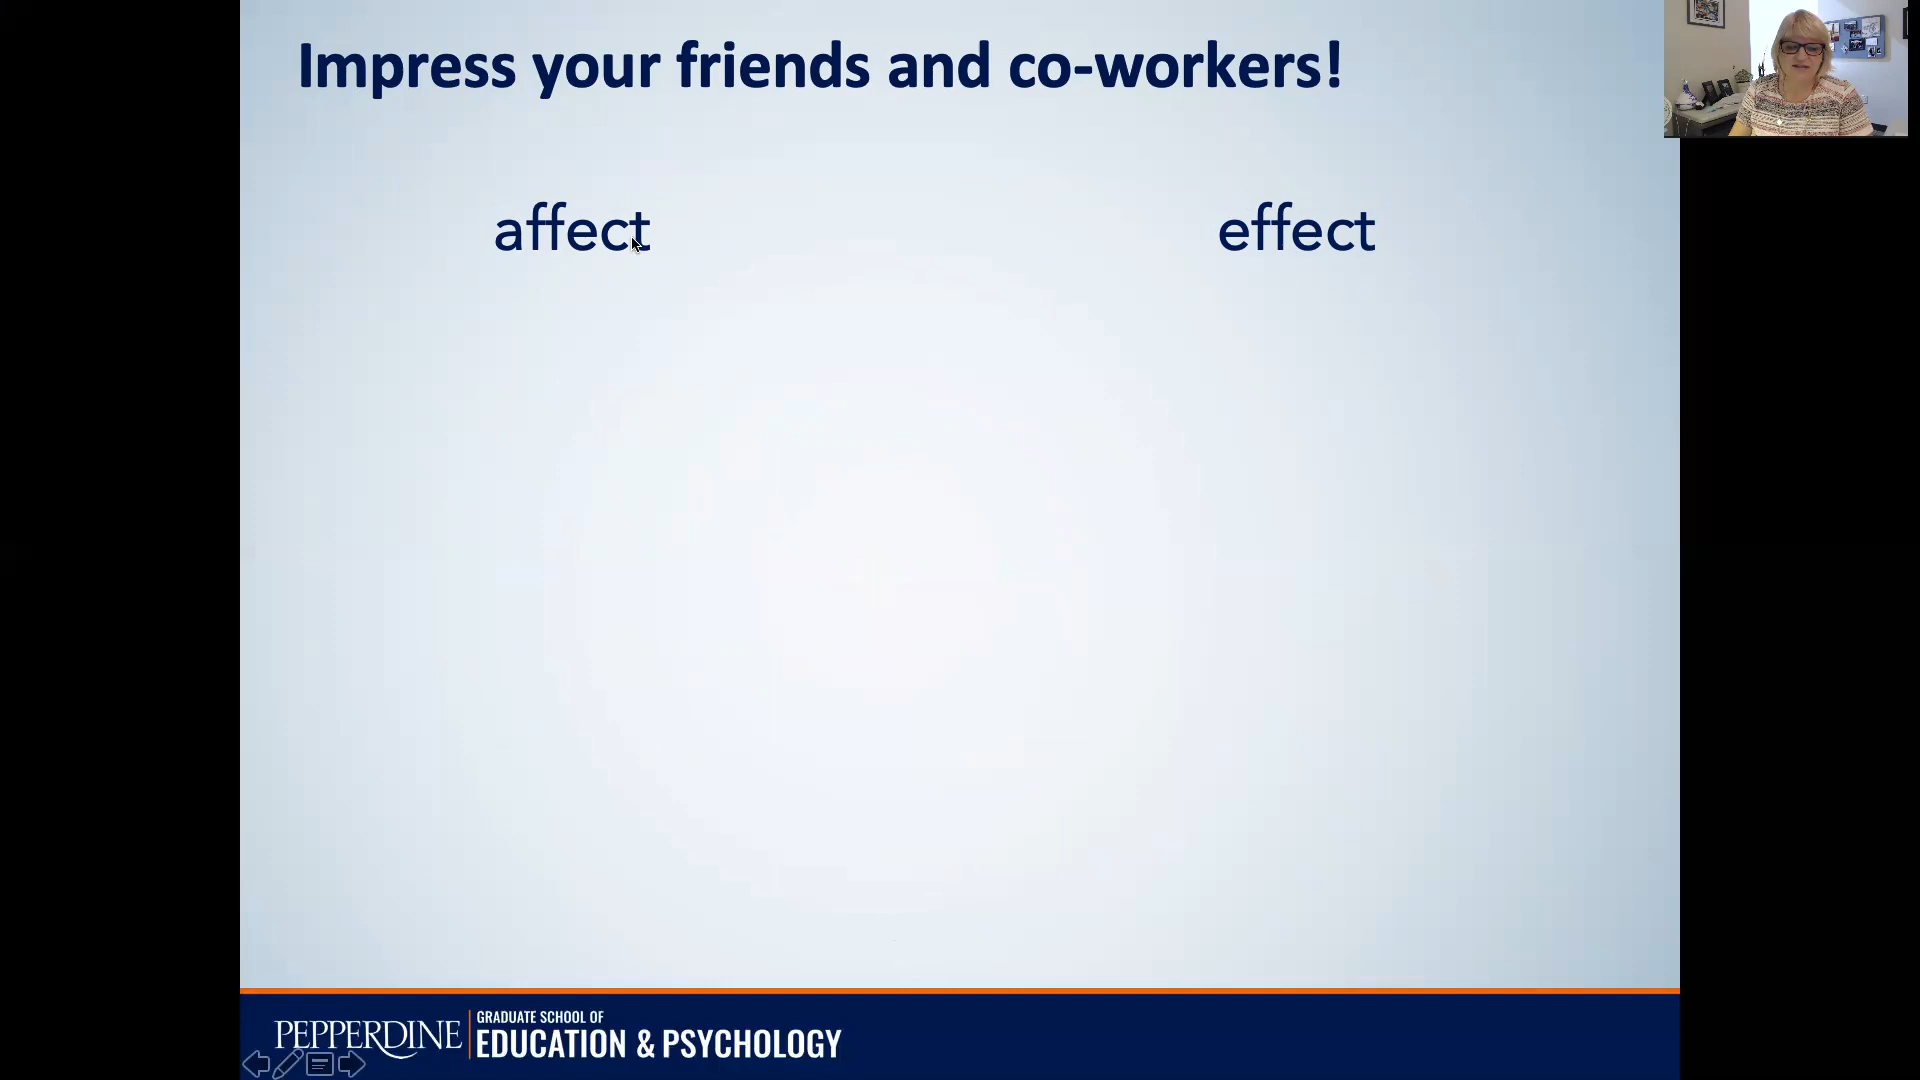 Impress your friends and co-workers!
affect effect
PEPPERDINE
GRADUATE SCHOOL OF
EDUCATION & PSYCHOLOGY